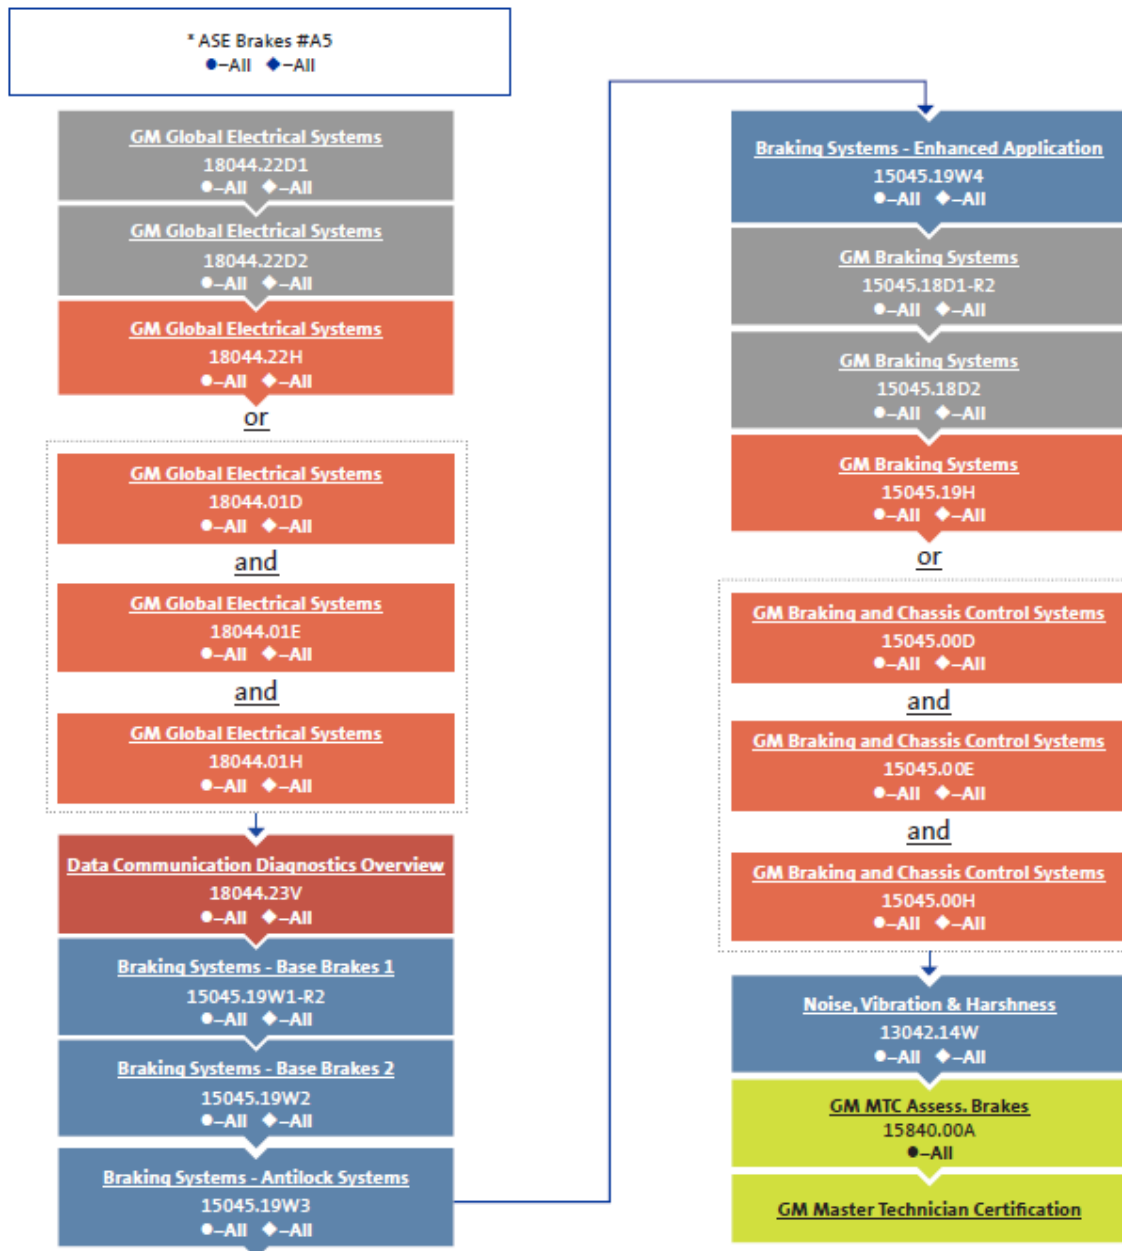 * ASE Brakes #A5
●–All ◆–All
GM Global Electrical Systems
18044.22D1
●–All ◆–All
GM Global Electrical Systems
18044.22D2
●–All ◆–All
GM Global Electrical Systems
18044.22H
●–All ◆–All
or
GM Global Electrical Systems
18044.01D
●–All ◆–All
and
GM Global Electrical Systems
18044.01E
●–All ◆–All
and
GM Global Electrical Systems
18044.01H
●–All ◆–All
Data Communication Diagnostics Overview
18044.23V
●–All ◆–All
Braking Systems - Base Brakes 1
15045.19W1-R2
●–All ◆–All
Braking Systems - Base Brakes 2
15045.19W2
●–All ◆–All
Braking Systems - Antilock Systems
15045.19W3
●–All ◆–All
Braking Systems - Enhanced Application
15045.19W4
●–All ◆–All
GM Braking Systems
15045.18D1-R2
●–All ◆–All
GM Braking Systems
15045.18D2
●–All ◆–All
GM Braking Systems
15045.19H
●–All ◆–All
or
GM Braking and Chassis Control Systems
15045.00D
●–All ◆–All
and
GM Braking and Chassis Control Systems
15045.00E
●–All ◆–All
and
GM Braking and Chassis Control Systems
15045.00H
●–All ◆–All
Noise, Vibration & Harshness
13042.14W
●–All ◆–All
GM MTC Assess. Brakes
15840.00A
●–All
GM Master Technician Certification